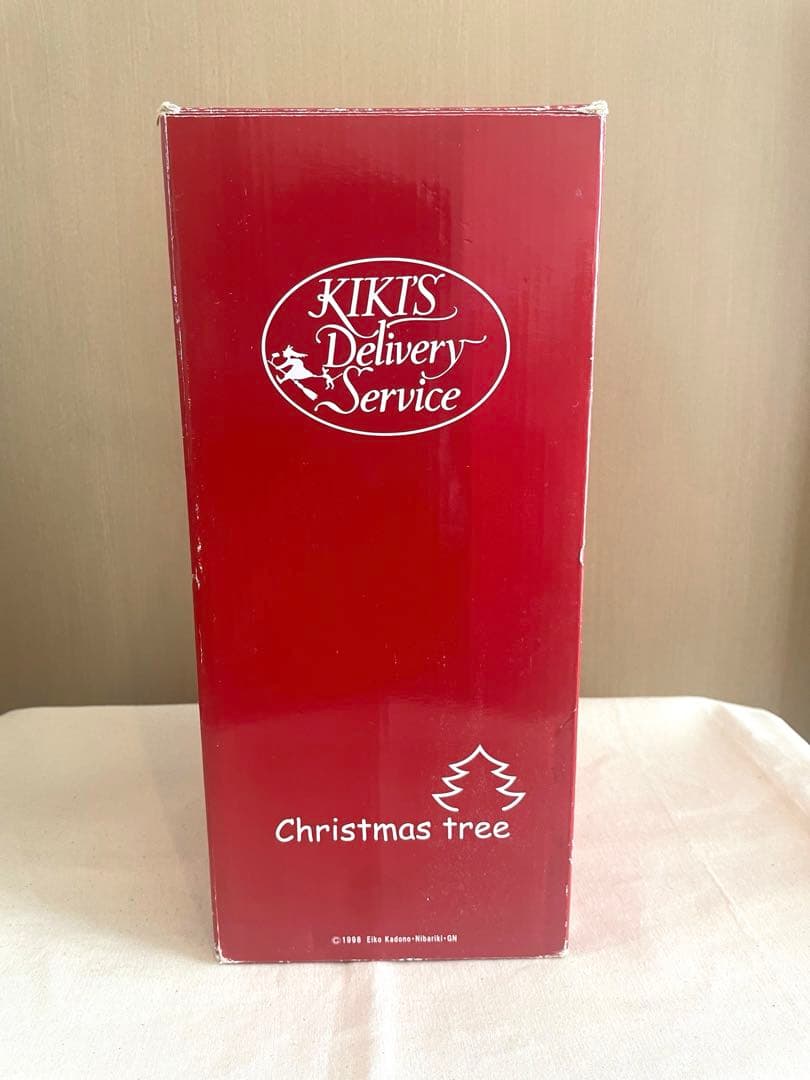 KIKI'S
Delivery
Service
Christmas tree
©1998 Eiko Kadono・Nibariki・GN